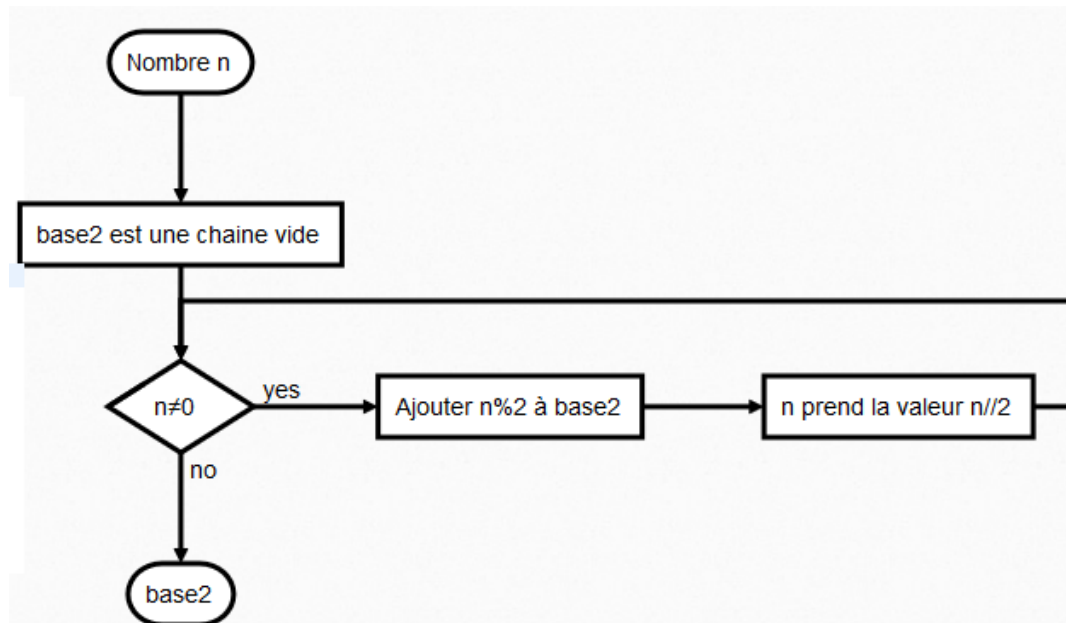 Nombre n
base2 est une chaine vide
n≠0
yes
Ajouter n%2 à base2
n prend la valeur n//2
no
base2